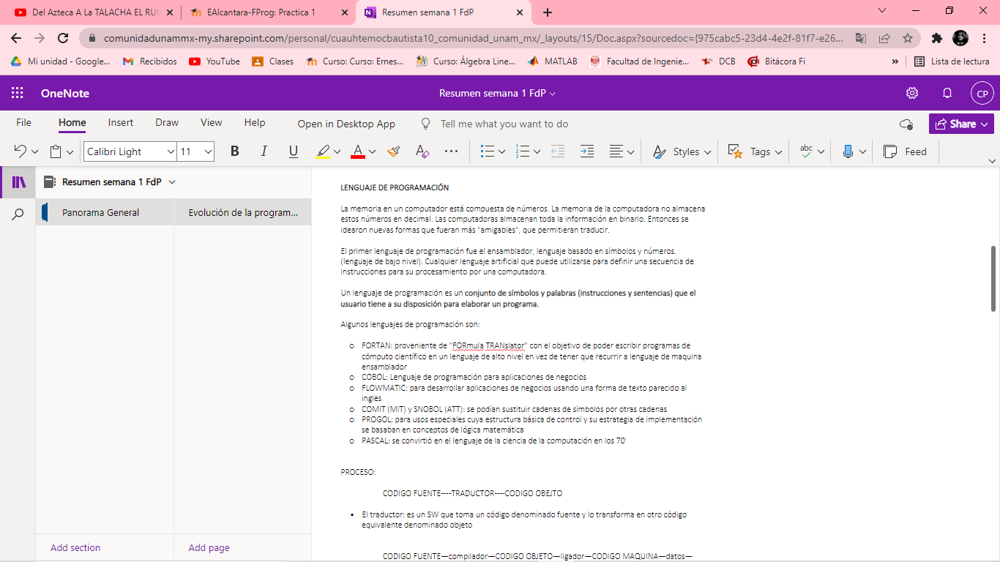 Del Azteca A La TALACHA EL RUI
EAlcantara-FProg: Practica 1
Resumen semana 1 FdP
comunidadunammx-my.sharepoint.com/personal/cuauhtemocbautista10_comunidad_unam_mx/_layouts/15/Doc.aspx?sourcedoc={975cabc5-23d4-4e2f-81f7-e26...
Mi unidad - Google...
Recibidos
YouTube
Clases
Curso: Curso: Ernes...
Curso: Álgebra Line...
MATLAB
Facultad de Ingenie...
DCB
Bitácora Fi
»
Lista de lectura
OneNote
Resumen semana 1 FdP
CP
File
Home
Insert
Draw
View
Help
Open in Desktop App
Tell me what you want to do
Share
Calibri Light
11
B
I
U
A
Styles
Tags
abc
Feed
Resumen semana 1 FdP
Panorama General
Evolución de la program...
LENGUAJE DE PROGRAMACIÓN
La memoria en un computador está compuesta de números. La memoria de la computadora no almacena
estos números en decimal. Las computadoras almacenan toda la información en binario. Entonces se
idearon nuevas formas que fueran más "amigables", que permitieran traducir.
El primer lenguaje de programación fue el ensamblador, lenguaje basado en símbolos y números.
(lenguaje de bajo nivel). Cualquier lenguaje artificial que puede utilizarse para definir una secuencia de
instrucciones para su procesamiento por una computadora.
Un lenguaje de programación es un conjunto de símbolos y palabras (instrucciones y sentencias) que el
usuario tiene a su disposición para elaborar un programa.
Algunos lenguajes de programación son:
o FORTAN: proveniente de "FORmula TRANslator" con el objetivo de poder escribir programas de
cómputo científico en un lenguaje de alto nivel en vez de tener que recurrir a lenguaje de maquina
ensamblador
o COBOL: Lenguaje de programación para aplicaciones de negocios
o FLOWMATIC: para desarrollar aplicaciones de negocios usando una forma de texto parecido al
ingles
o COMIT (MIT) y SNOBOL (ATT): se podían sustituir cadenas de símbolos por otras cadenas
o PROGOL: para usos especiales cuya estructura básica de control y su estrategia de implementación
se basaban en conceptos de lógica matemática
o PASCAL: se convirtió en el lenguaje de la ciencia de la computación en los 70'
PROCESO:
CODIGO FUENTE----TRADUCTOR----CODIGO OBEJTO
• El traductor: es un SW que toma un código denominado fuente y lo transforma en otro código
equivalente denominado objeto
CODIGO FUENTE—compilador—CODIGO OBJETO—ligador—CODIGO MAQUINA—datos—
Add section
Add page